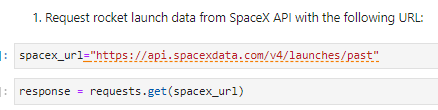 1. Request rocket launch data from SpaceX API with the following URL:
]: spacex_url="https://api.spacexdata.com/v4/launches/past"
]: response = requests.get(spacex_url)